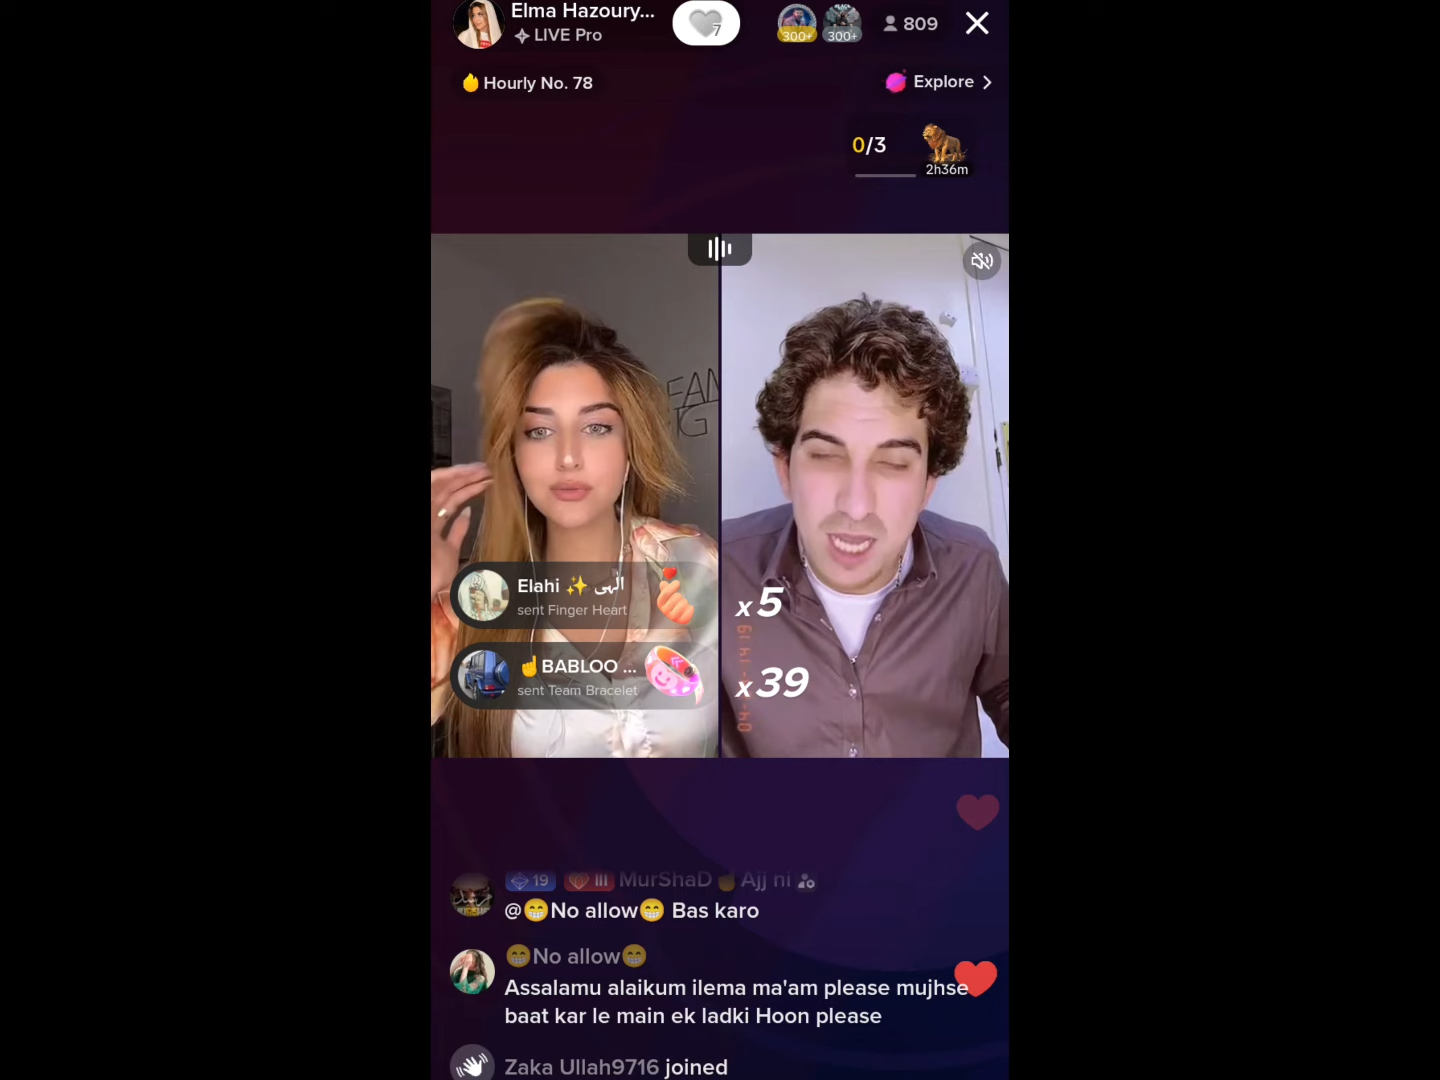 Elma Hazoury...
LIVE Pro
7
300+
300+
809
Hourly No. 78
Explore
0/3
2h36m
FAM
Elahi ✨ الٰہی
sent Finger Heart
x5
☝BABLOO ...
sent Team Bracelet
x39
19 III MurShaD ☝ Ajj ni
@😁No allow😁 Bas karo
😁No allow😁
Assalamu alaikum ilema ma'am please mujhse
baat kar le main ek ladki Hoon please
Zaka Ullah9716 joined